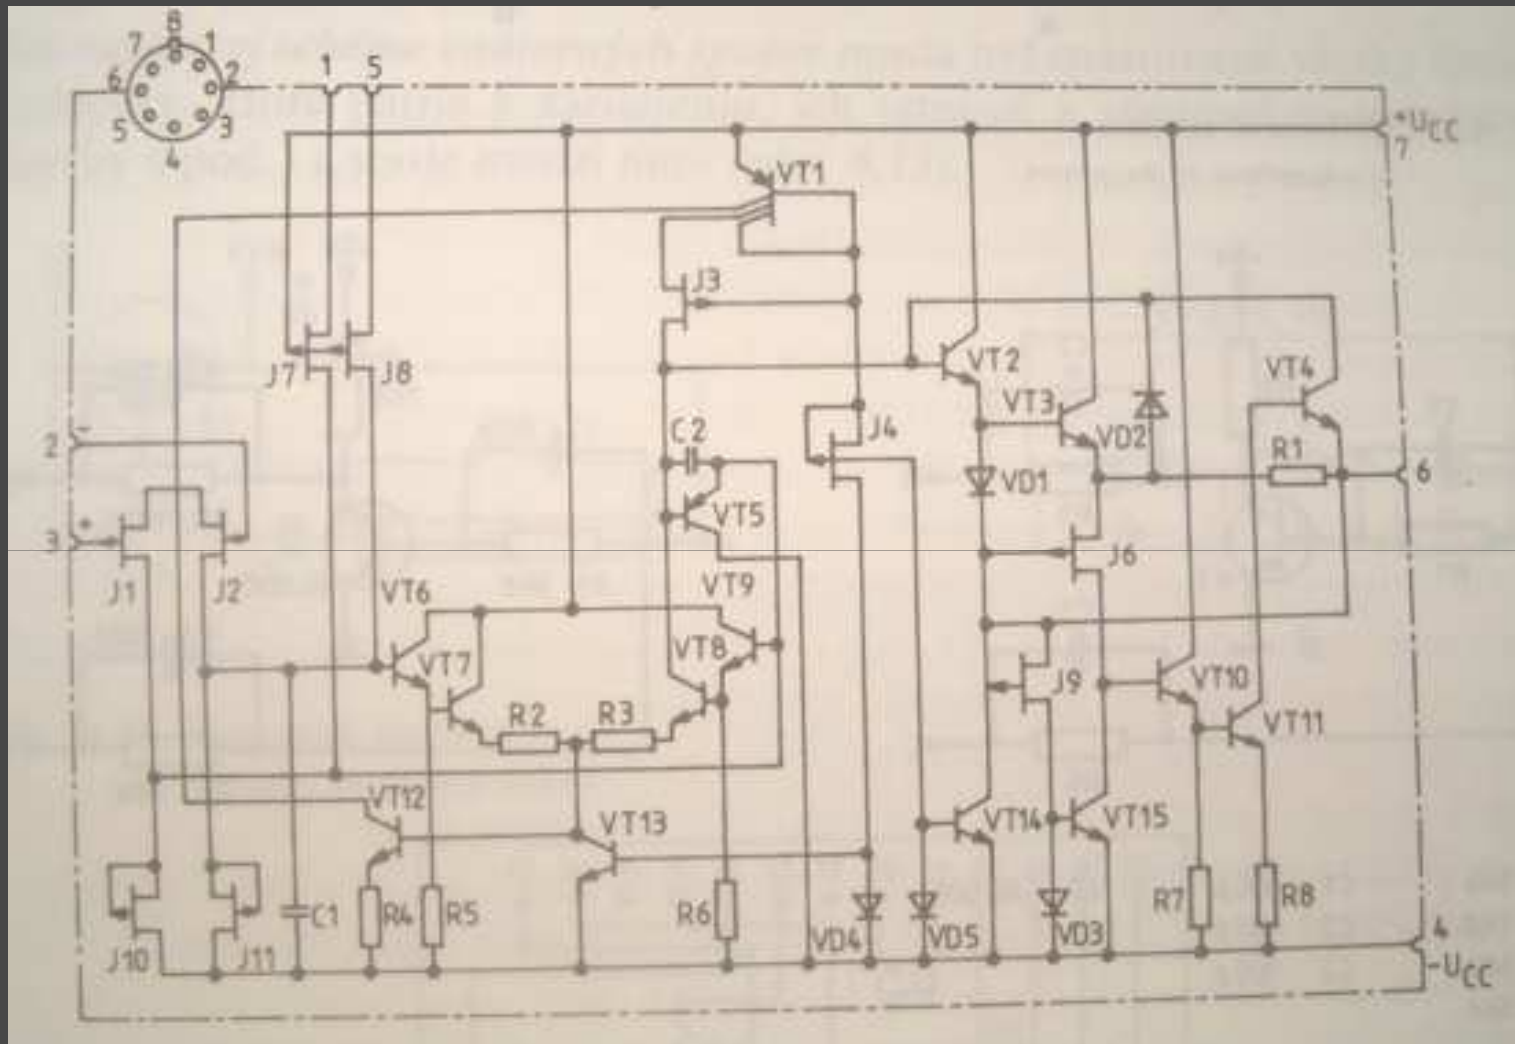 8
7 1
6 2
5 3
4
1 5
+UCC
7
VT1
J3
J7 J8
VT2
VT3
VT4
VD2
C2
J4
R1
6
2 -
VD1
VT5
3 +
J1 J2
VT6
VT9
J6
VT7
VT8
J9
VT10
R2 R3
VT11
VT12
VT13
VT14 VT15
C1
R4 R5
R6
VD4 VD5 VD3
R7 R8
J10 J11
4
-UCC